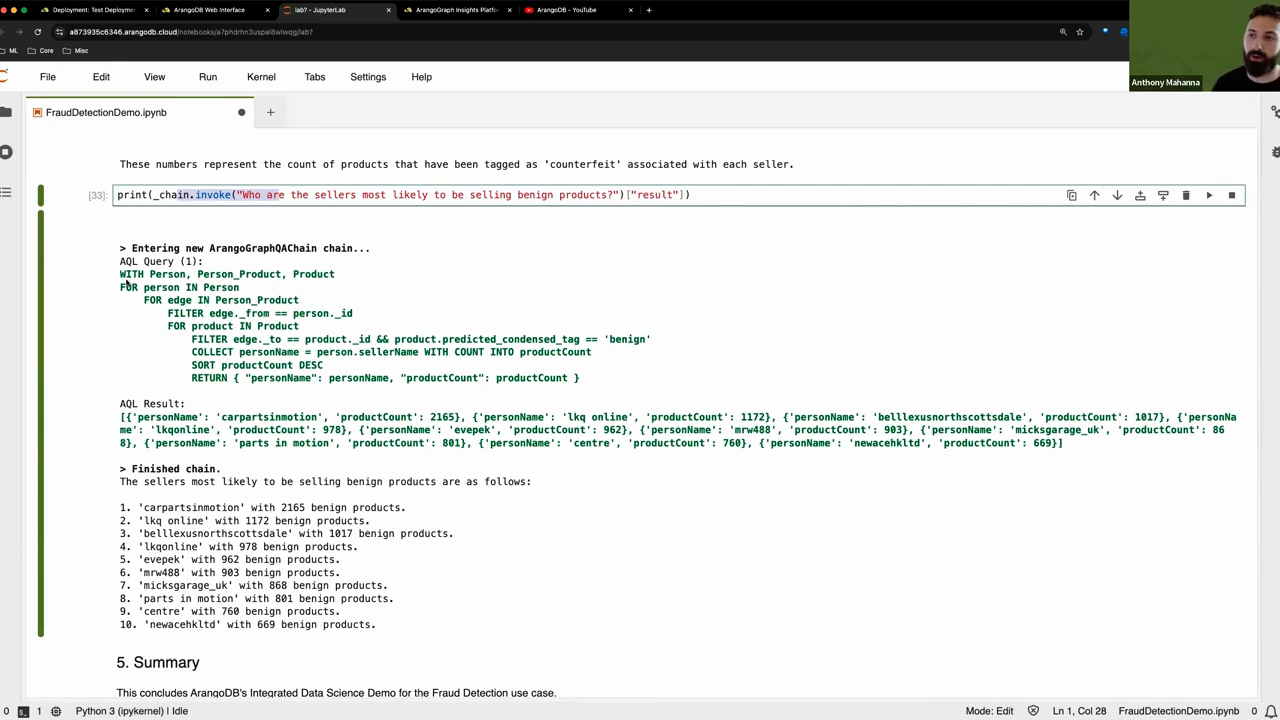 Deployment: Test Deploymen
ArangoDB Web Interface
lab? - JupyterLab
ArangoGraph Insights Platfo
ArangoDB - YouTube
a873935c6346.arangodb.cloud/notebooks/a7phdrhn3uspai8wlwqg/lab?
ML
Core
Misc
Anthony Mahanna
File Edit View Run Kernel Tabs Settings Help
FraudDetectionDemo.ipynb
These numbers represent the count of products that have been tagged as 'counterfeit' associated with each seller.
[33]: print(_chain.invoke("Who are the sellers most likely to be selling benign products?")["result"])
> Entering new ArangoGraphQAChain chain...
AQL Query (1):
WITH Person, Person_Product, Product
FOR person IN Person
FOR edge IN Person_Product
FILTER edge._from == person._id
FOR product IN Product
FILTER edge._to == product._id && product.predicted_condensed_tag == 'benign'
COLLECT personName = person.sellerName WITH COUNT INTO productCount
SORT productCount DESC
RETURN { "personName": personName, "productCount": productCount }
AQL Result:
[{'personName': 'carpartsinmotion', 'productCount': 2165}, {'personName': 'lkq online', 'productCount': 1172}, {'personName': 'belllexusnorthscottsdale', 'productCount': 1017}, {'personNa
me': 'lkqonline', 'productCount': 978}, {'personName': 'evepek', 'productCount': 962}, {'personName': 'mrw488', 'productCount': 903}, {'personName': 'micksgarage_uk', 'productCount': 86
8}, {'personName': 'parts in motion', 'productCount': 801}, {'personName': 'centre', 'productCount': 760}, {'personName': 'newacehkltd', 'productCount': 669}]
> Finished chain.
The sellers most likely to be selling benign products are as follows:
1. 'carpartsinmotion' with 2165 benign products.
2. 'lkq online' with 1172 benign products.
3. 'belllexusnorthscottsdale' with 1017 benign products.
4. 'lkqonline' with 978 benign products.
5. 'evepek' with 962 benign products.
6. 'mrw488' with 903 benign products.
7. 'micksgarage_uk' with 868 benign products.
8. 'parts in motion' with 801 benign products.
9. 'centre' with 760 benign products.
10. 'newacehkltd' with 669 benign products.
5. Summary
This concludes ArangoDB's Integrated Data Science Demo for the Fraud Detection use case.
0 1 Python 3 (ipykernel) | Idle Mode: Edit Ln 1, Col 28 FraudDetectionDemo.ipynb 0